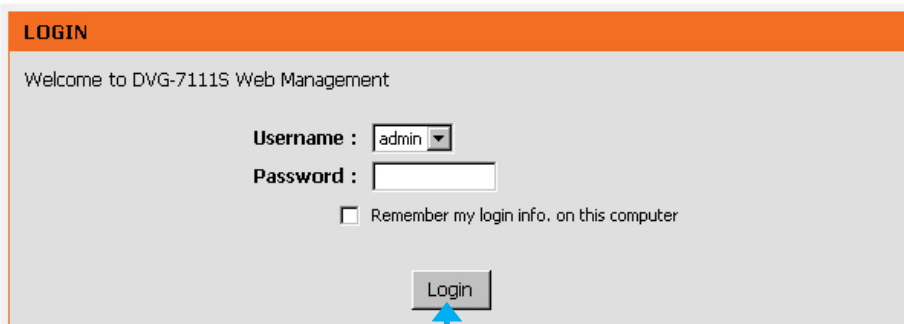 LOGIN
Welcome to DVG-7111S Web Management
Username : admin
Password :
Remember my login info. on this computer
Login